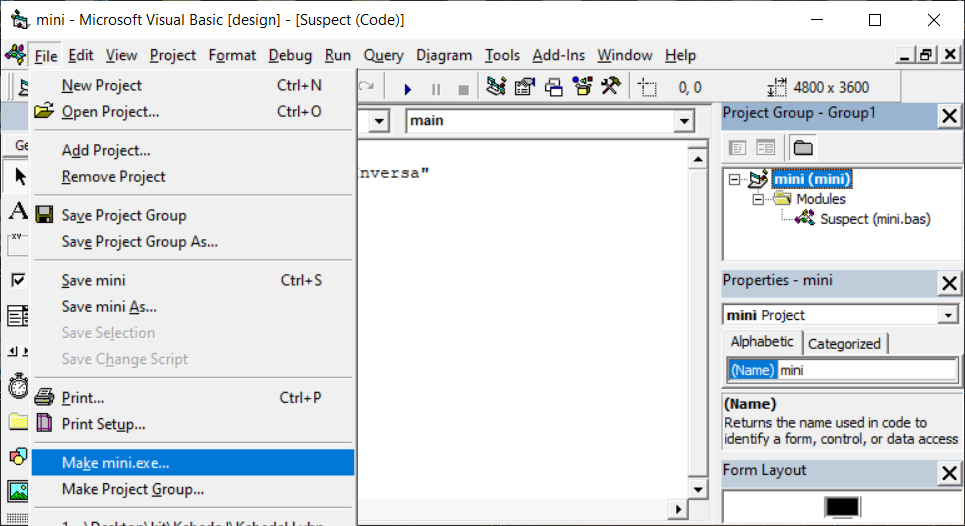 mini - Microsoft Visual Basic [design] - [Suspect (Code)]
File Edit View Project Format Debug Run Query Diagram Tools Add-Ins Window Help
0, 0 4800 x 3600
New Project Ctrl+N
Open Project... Ctrl+O
Add Project...
Remove Project
Save Project Group
Save Project Group As...
Save mini Ctrl+S
Save mini As...
Save Selection
Save Change Script
Print... Ctrl+P
Print Setup...
Make mini.exe...
Make Project Group...
Ge
A
XY
main
nversa"
Project Group - Group1
mini (mini)
Modules
Suspect (mini.bas)
Properties - mini
mini Project
Alphabetic Categorized
(Name) mini
(Name)
Returns the name used in code to
identify a form, control, or data access
Form Layout